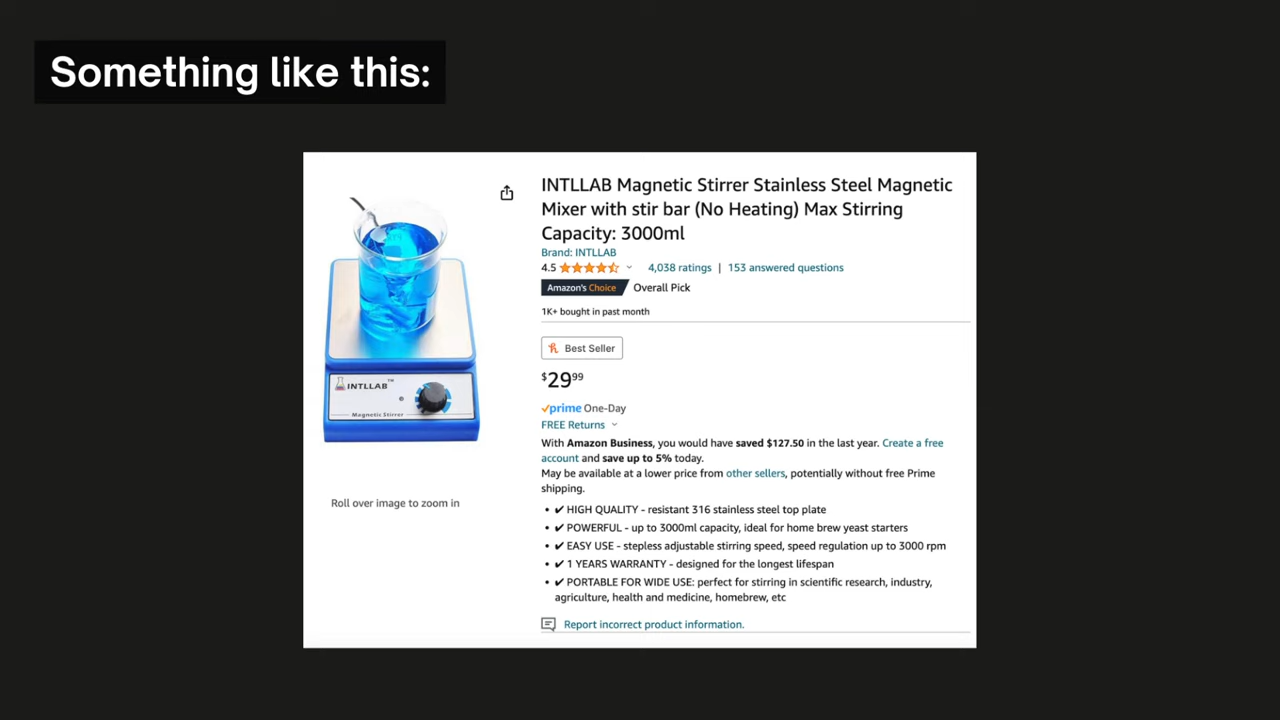 Something like this:
INTLLAB Magnetic Stirrer Stainless Steel Magnetic
Mixer with stir bar (No Heating) Max Stirring
Capacity: 3000ml
Brand: INTLLAB
4.5
4,038 ratings | 153 answered questions
Amazon's Choice Overall Pick
1K+ bought in past month
Best Seller
$29.99
✓prime One-Day
FREE Returns
With Amazon Business, you would have saved $127.50 in the last year. Create a free
account and save up to 5% today.
May be available at a lower price from other sellers, potentially without free Prime
shipping.
• ✔ HIGH QUALITY - resistant 316 stainless steel top plate
• ✔ POWERFUL - up to 3000ml capacity, ideal for home brew yeast starters
• ✔ EASY USE - stepless adjustable stirring speed, speed regulation up to 3000 rpm
• ✔ 1 YEARS WARRANTY - designed for the longest lifespan
• ✔ PORTABLE FOR WIDE USE: perfect for stirring in scientific research, industry,
agriculture, health and medicine, homebrew, etc
Report incorrect product information.
INTLLAB™
Magnetic Stirrer
Roll over image to zoom in